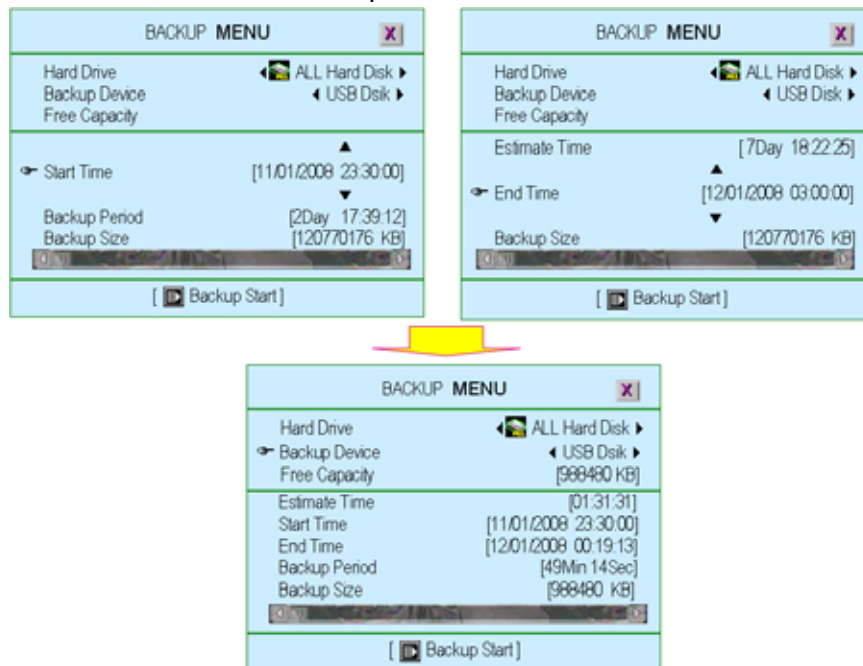 BACKUP MENU X
Hard Drive ALL Hard Disk
Backup Device USB Dsik
Free Capacity
Start Time [11/01/2008 23:30:00]
Backup Period [2Day 17:39:12]
Backup Size [120770176 KB]
[ Backup Start]
BACKUP MENU X
Hard Drive ALL Hard Disk
Backup Device USB Disk
Free Capacity
Estimate Time [7Day 18:22:25]
End Time [12/01/2008 03:00:00]
Backup Size [120770176 KB]
[ Backup Start]
BACKUP MENU X
Hard Drive ALL Hard Disk
Backup Device USB Dsik
Free Capacity [988480 KB]
Estimate Time [01:31:31]
Start Time [11/01/2008 23:30:00]
End Time [12/01/2008 00:19:13]
Backup Period [49Min 14Sec]
Backup Size [988480 KB]
[ Backup Start]